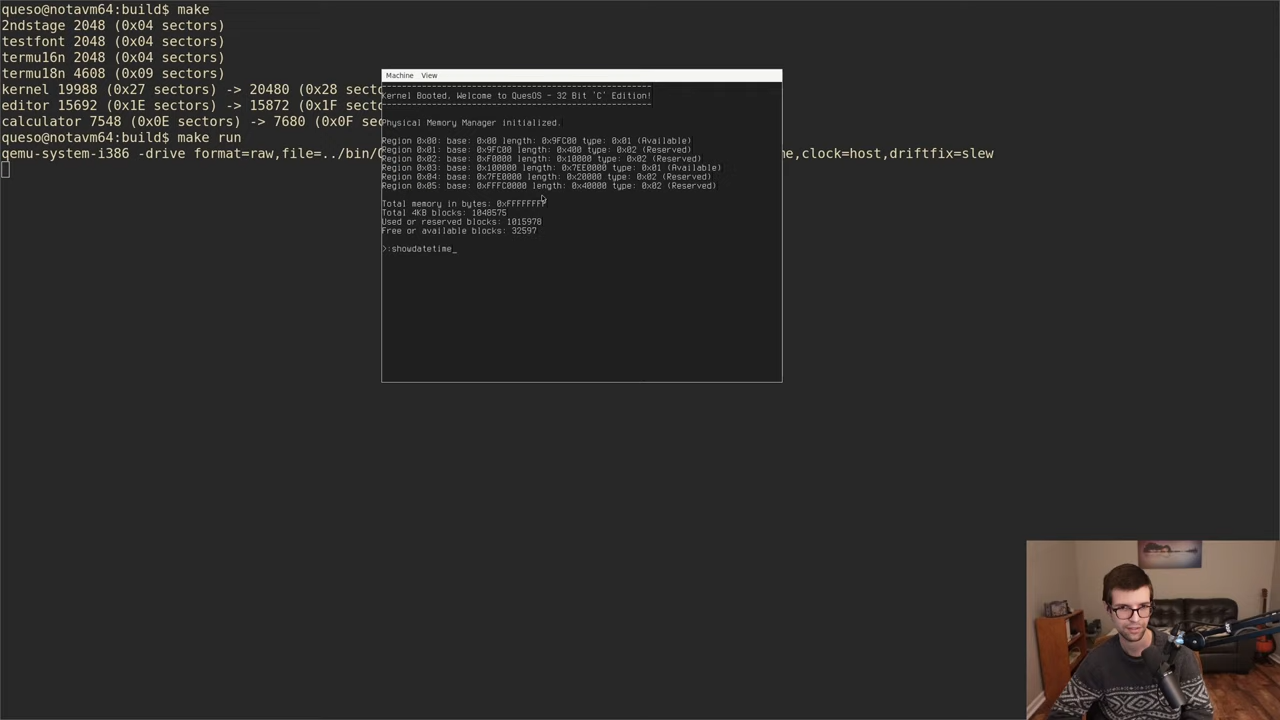 queso@notavm64:build$ make
2ndstage 2048 (0x04 sectors)
testfont 2048 (0x04 sectors)
termu16n 2048 (0x04 sectors)
termu18n 4608 (0x09 sectors)
kernel 19988 (0x27 sectors) -> 20480 (0x28 sect
editor 15692 (0x1E sectors) -> 15872 (0x1F sect
calculator 7548 (0x0E sectors) -> 7680 (0x0F sec
queso@notavm64:build$ make run
qemu-system-i386 -drive format=raw,file=../bin/
me,clock=host,driftfix=slew
Machine View
-----------------------------------------------------
Kernel Booted, Welcome to QuesOS - 32 Bit 'C' Edition!
-----------------------------------------------------
Physical Memory Manager initialized.
Region 0x00: base: 0x00 length: 0x9FC00 type: 0x01 (Available)
Region 0x01: base: 0x9FC00 length: 0x400 type: 0x02 (Reserved)
Region 0x02: base: 0xF0000 length: 0x10000 type: 0x02 (Reserved)
Region 0x03: base: 0x100000 length: 0x7EE0000 type: 0x01 (Available)
Region 0x04: base: 0x7FE0000 length: 0x20000 type: 0x02 (Reserved)
Region 0x05: base: 0xFFFC0000 length: 0x40000 type: 0x02 (Reserved)
Total memory in bytes: 0xFFFFFFFF
Total 4KB blocks: 1048575
Used or reserved blocks: 1015978
Free or available blocks: 32597
>:showdatetime_